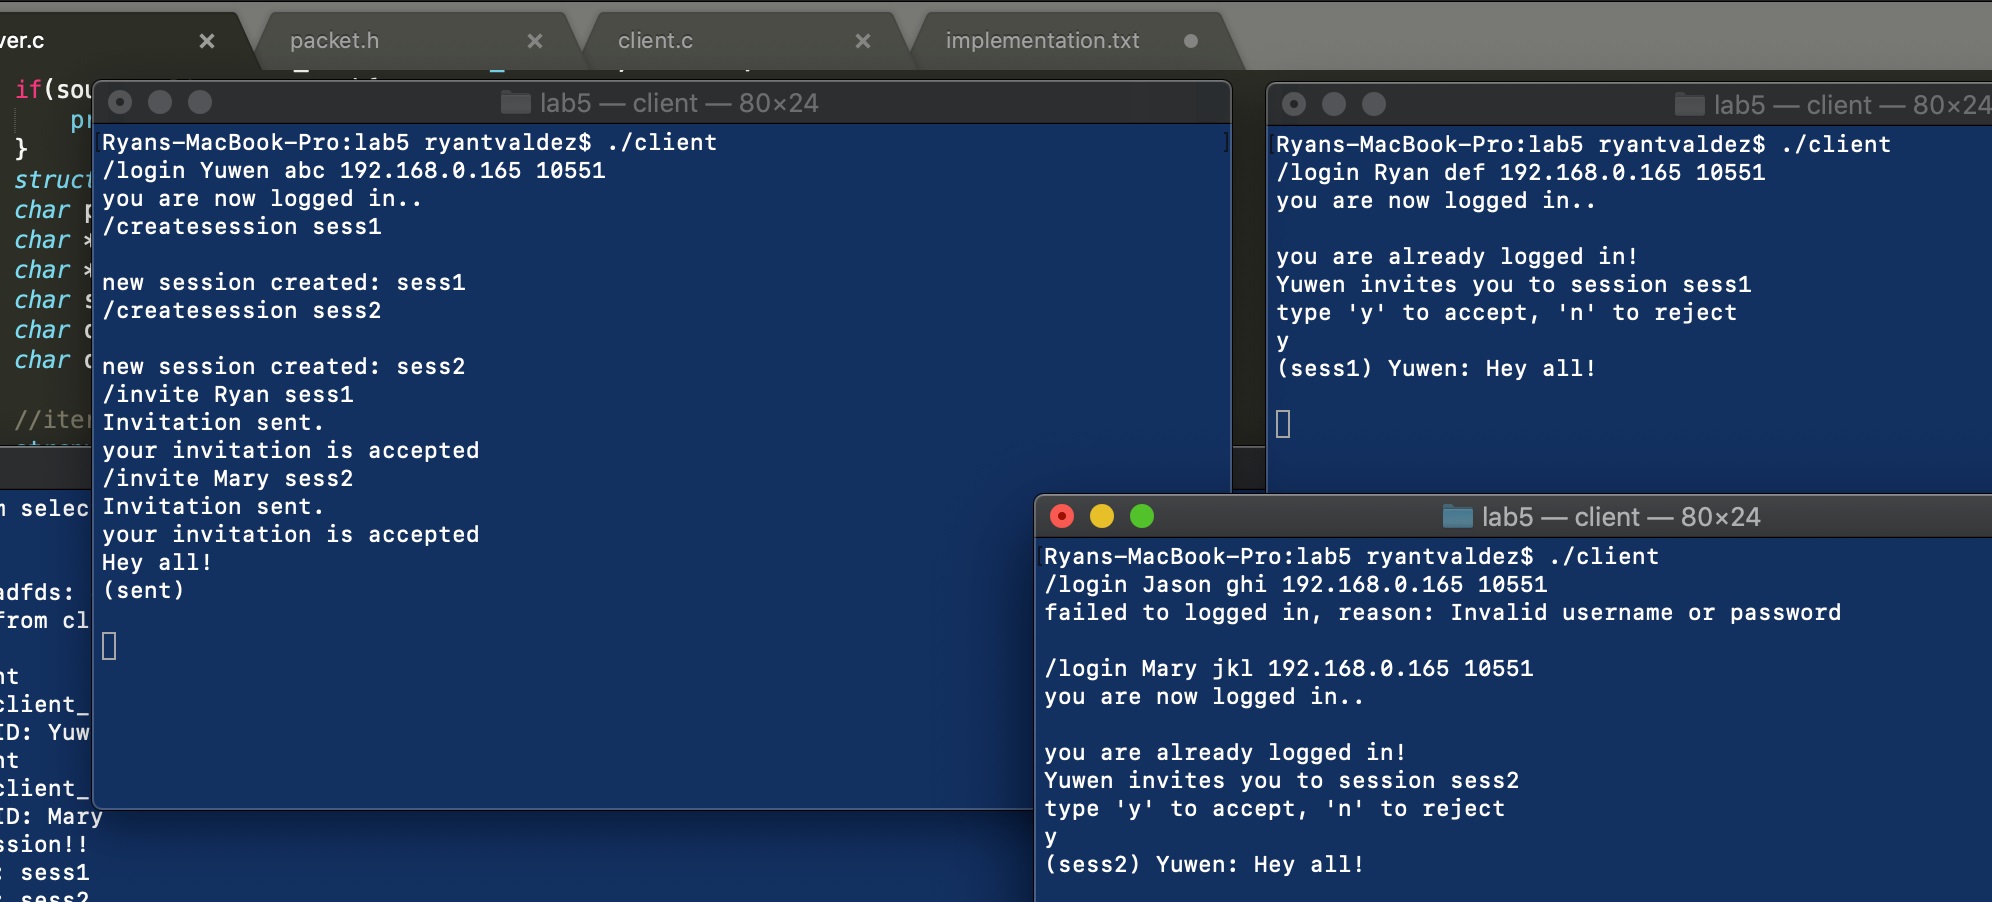 ver.c
packet.h
client.c
implementation.txt
if(sou
pr
}
struct
char p
char *
char *
char s
char
char
//iter
lab5 — client — 80×24
Ryans-MacBook-Pro:lab5 ryantvaldez$ ./client
/login Yuwen abc 192.168.0.165 10551
you are now logged in..
/createsession sess1
new session created: sess1
/createsession sess2
new session created: sess2
/invite Ryan sess1
Invitation sent.
your invitation is accepted
/invite Mary sess2
Invitation sent.
your invitation is accepted
Hey all!
(sent)
lab5 — client — 80×24
Ryans-MacBook-Pro:lab5 ryantvaldez$ ./client
/login Ryan def 192.168.0.165 10551
you are now logged in..
you are already logged in!
Yuwen invites you to session sess1
type 'y' to accept, 'n' to reject
y
(sess1) Yuwen: Hey all!
lab5 — client — 80×24
Ryans-MacBook-Pro:lab5 ryantvaldez$ ./client
/login Jason ghi 192.168.0.165 10551
failed to logged in, reason: Invalid username or password
/login Mary jkl 192.168.0.165 10551
you are now logged in..
you are already logged in!
Yuwen invites you to session sess2
type 'y' to accept, 'n' to reject
y
(sess2) Yuwen: Hey all!
selec
adfds:
from cl
nt
client_
ID: Yuw
nt
client_
ID: Mary
ssion!!
: sess1
: sess2